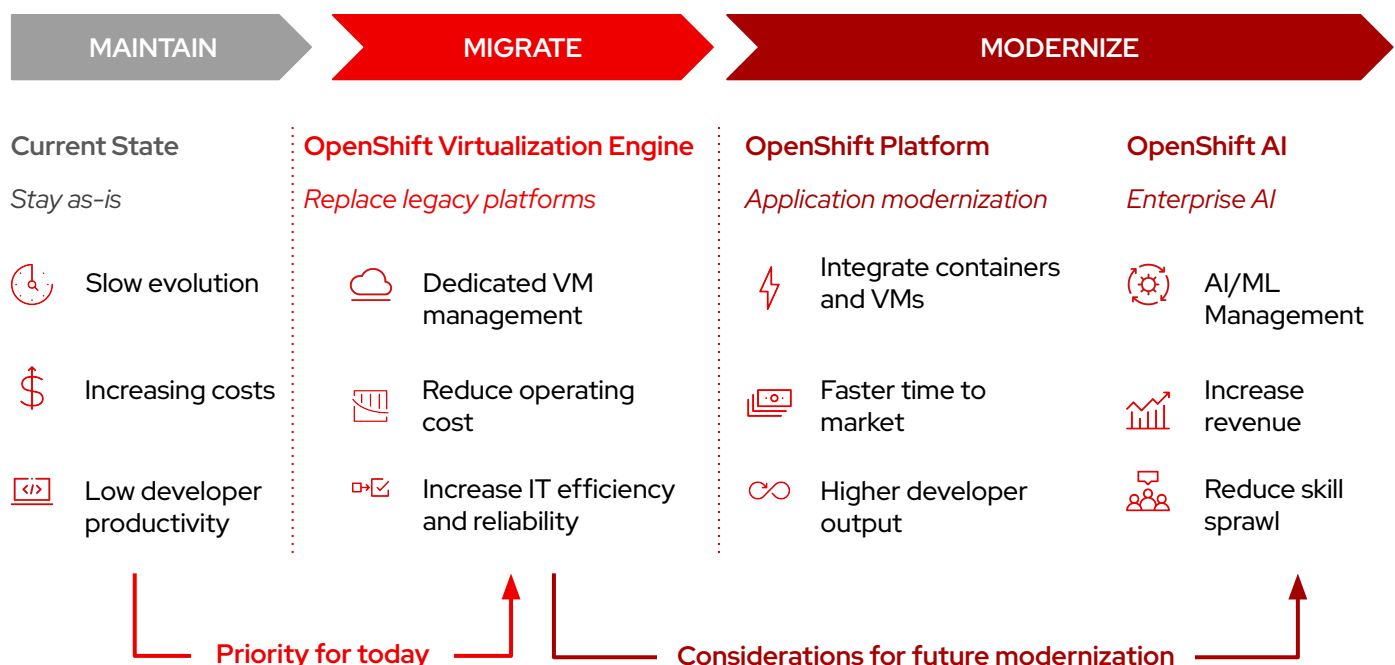 MAINTAIN
MIGRATE
MODERNIZE
Current State
Stay as-is
Slow evolution
Increasing costs
Low developer
productivity
OpenShift Virtualization Engine
Replace legacy platforms
Dedicated VM
management
Reduce operating
cost
Increase IT efficiency
and reliability
OpenShift Platform
Application modernization
Integrate containers
and VMs
Faster time to
market
Higher developer
output
OpenShift AI
Enterprise AI
AI/ML
Management
Increase
revenue
Reduce skill
sprawl
Priority for today
Considerations for future modernization